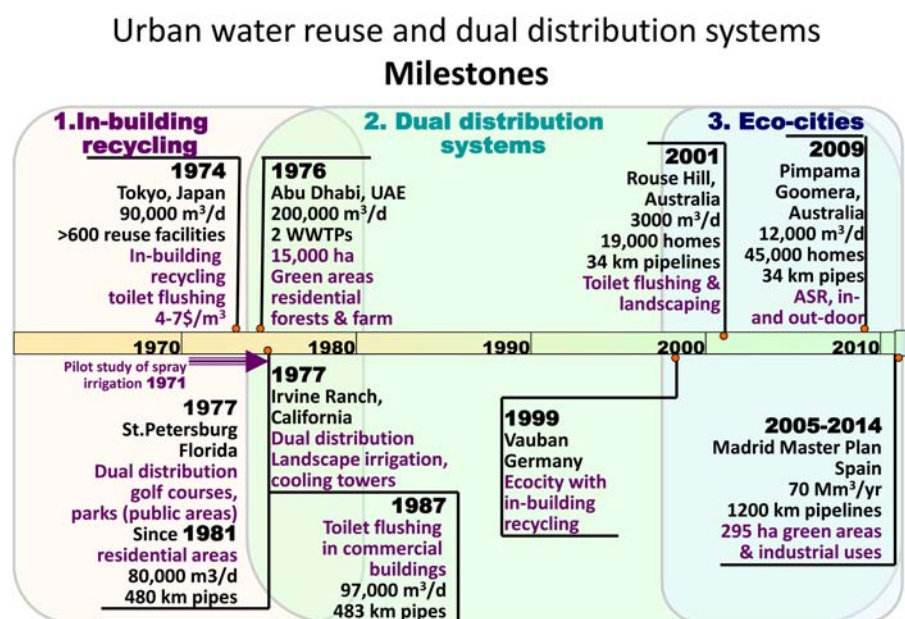 Urban water reuse and dual distribution systems
Milestones
1.In-building
recycling
2. Dual distribution
systems
3. Eco-cities
1974
Tokyo, Japan
90,000 m³/d
>600 reuse facilities
In-building
recycling
toilet flushing
4-7$/m³
1976
Abu Dhabi, UAE
200,000 m³/d
2 WWTPs
15,000 ha
Green areas
residential
forests & farm
2001
Rouse Hill,
Australia
3000 m³/d
19,000 homes
34 km pipelines
Toilet flushing &
landscaping
2009
Pimpama
Goomera,
Australia
12,000 m³/d
45,000 homes
34 km pipes
ASR, in-
and out-door
1970
1980
1990
2000
2010
Pilot study of spray
irrigation 1971
1977
St.Petersburg
Florida
Dual distribution
golf courses,
parks (public areas)
Since 1981
residential areas
80,000 m3/d
480 km pipes
1977
Irvine Ranch,
California
Dual distribution
Landscape irrigation,
cooling towers
1987
Toilet flushing
in commercial
buildings
97,000 m³/d
483 km pipes
1999
Vauban
Germany
Ecocity with
in-building
recycling
2005-2014
Madrid Master Plan
Spain
70 Mm³/yr
1200 km pipelines
295 ha green areas
& industrial uses